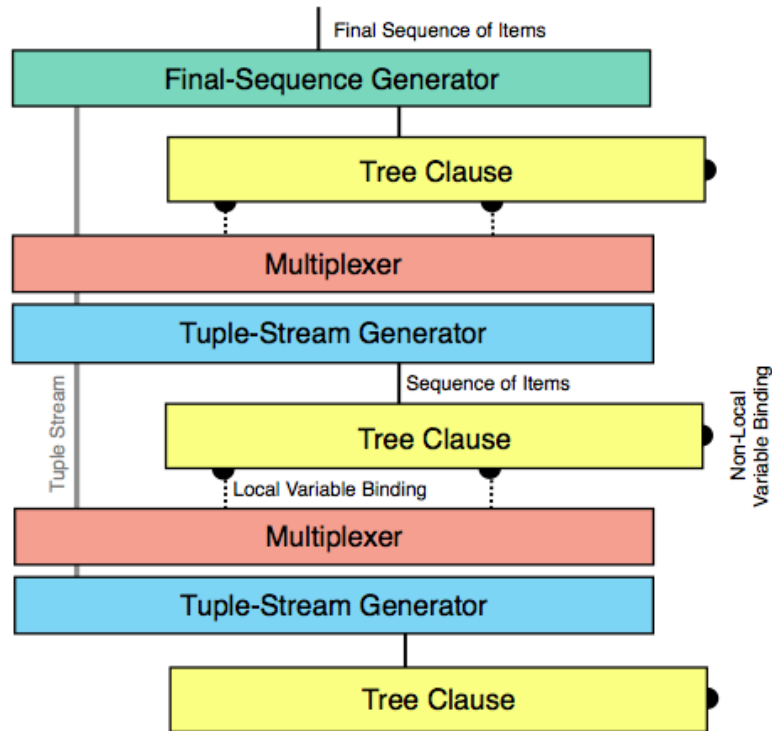 Final Sequence of Items
Final-Sequence Generator
Tree Clause
Multiplexer
Tuple-Stream Generator
Sequence of Items
Tree Clause
Tuple Stream
Non-Local
Variable Binding
Local Variable Binding
Multiplexer
Tuple-Stream Generator
Tree Clause